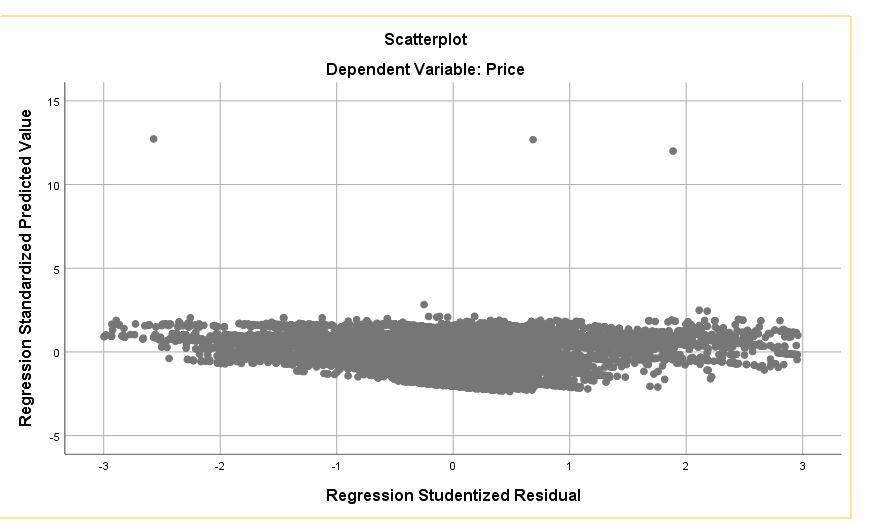 Scatterplot
Dependent Variable: Price
Regression Standardized Predicted Value
15
10
5
0
-5
-3 -2 -1 0 1 2 3
Regression Studentized Residual